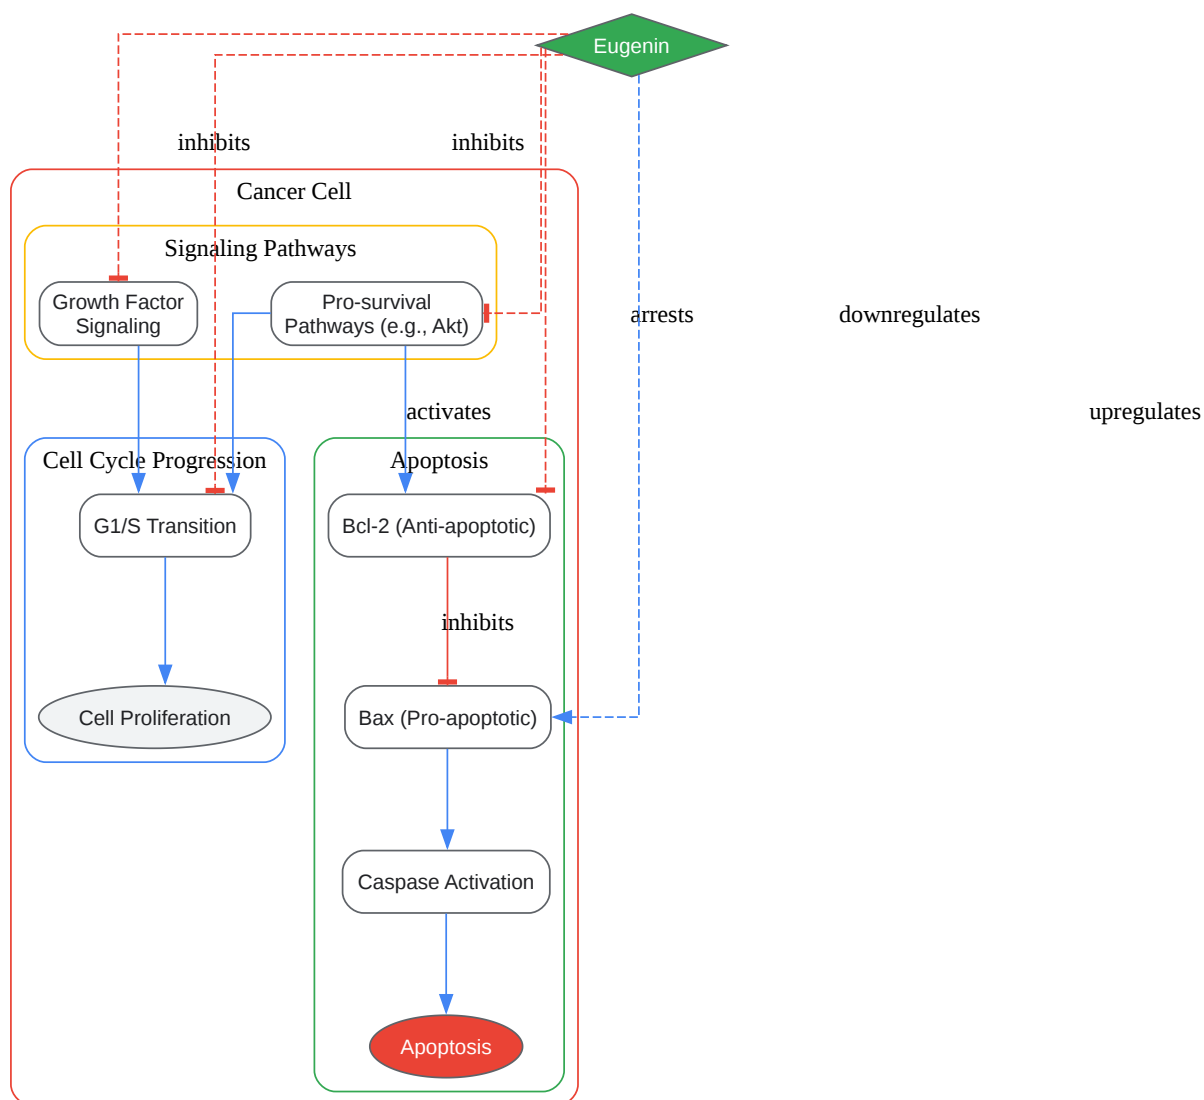 Eugenin
inhibits
inhibits
Cancer Cell
Signaling Pathways
Growth Factor
Signaling
Pro-survival
Pathways (e.g., Akt)
arrests
downregulates
activates
upregulates
Cell Cycle Progression
Apoptosis
G1/S Transition
Bcl-2 (Anti-apoptotic)
inhibits
Cell Proliferation
Bax (Pro-apoptotic)
Caspase Activation
Apoptosis